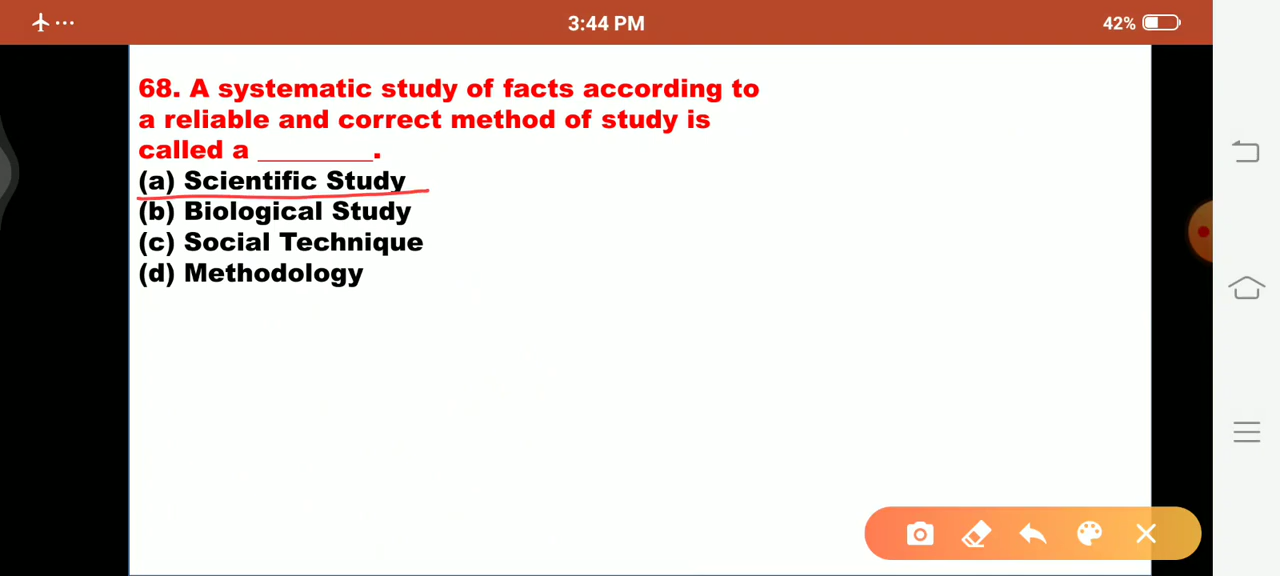 3:44 PM
42%
68. A systematic study of facts according to
a reliable and correct method of study is
called a ________.
(a) Scientific Study
(b) Biological Study
(c) Social Technique
(d) Methodology